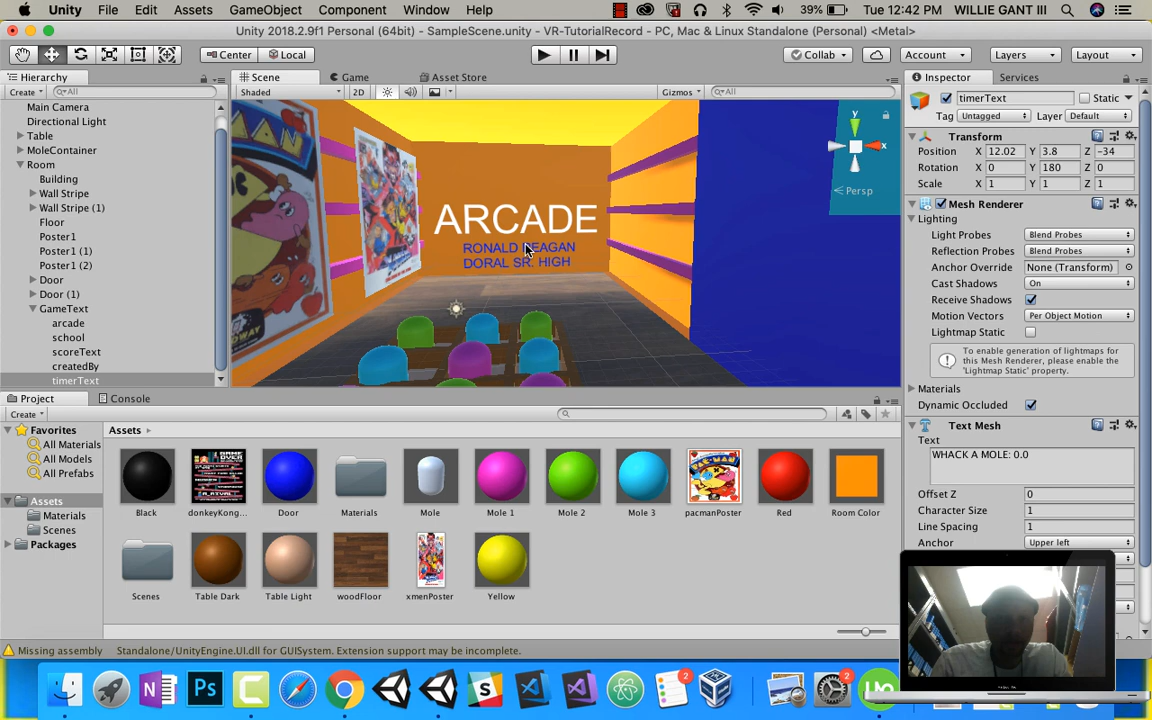 Unity File Edit Assets GameObject Component Window Help 39% Tue 12:42 PM WILLIE GANT III
Unity 2018.2.9f1 Personal (64bit) - SampleScene.unity - VR-TutorialRecord - PC, Mac & Linux Standalone (Personal) <Metal>
Center Local Collab Account Layers Layout
Hierarchy Scene Game Asset Store Inspector Services
Create All Shaded 2D Gizmos All
Main Camera
Directional Light
Table
MoleContainer
Room
Building
Wall Stripe
Wall Stripe (1)
Floor
Poster1
Poster1 (1)
Poster1 (2)
Door
Door (1)
GameText
arcade
school
scoreText
createdBy
timerText
ARCADE
RONALD REAGAN
DORAL SR. HIGH
y
x
Persp
timerText Static
Tag Untagged Layer Default
Transform
Position X 12.02 Y 3.8 Z -34
Rotation X 0 Y 180 Z 0
Scale X 1 Y 1 Z 1
Mesh Renderer
Lighting
Light Probes Blend Probes
Reflection Probes Blend Probes
Anchor Override None (Transform)
Cast Shadows On
Receive Shadows
Motion Vectors Per Object Motion
Lightmap Static
To enable generation of lightmaps for
this Mesh Renderer, please enable the
'Lightmap Static' property.
Materials
Dynamic Occluded
Text Mesh
Text
WHACK A MOLE: 0.0
Offset Z 0
Character Size 1
Line Spacing 1
Anchor Upper left
Project Console
Create
Favorites
All Materials
All Models
All Prefabs
Assets
Materials
Scenes
Packages
Assets
Black donkeyKong... Door Materials Mole Mole 1 Mole 2 Mole 3 pacmanPoster Red Room Color
Scenes Table Dark Table Light woodFloor xmenPoster Yellow
Missing assembly Standalone/UnityEngine.UI.dll for GUISystem. Extension support may be incomplete.
2
2